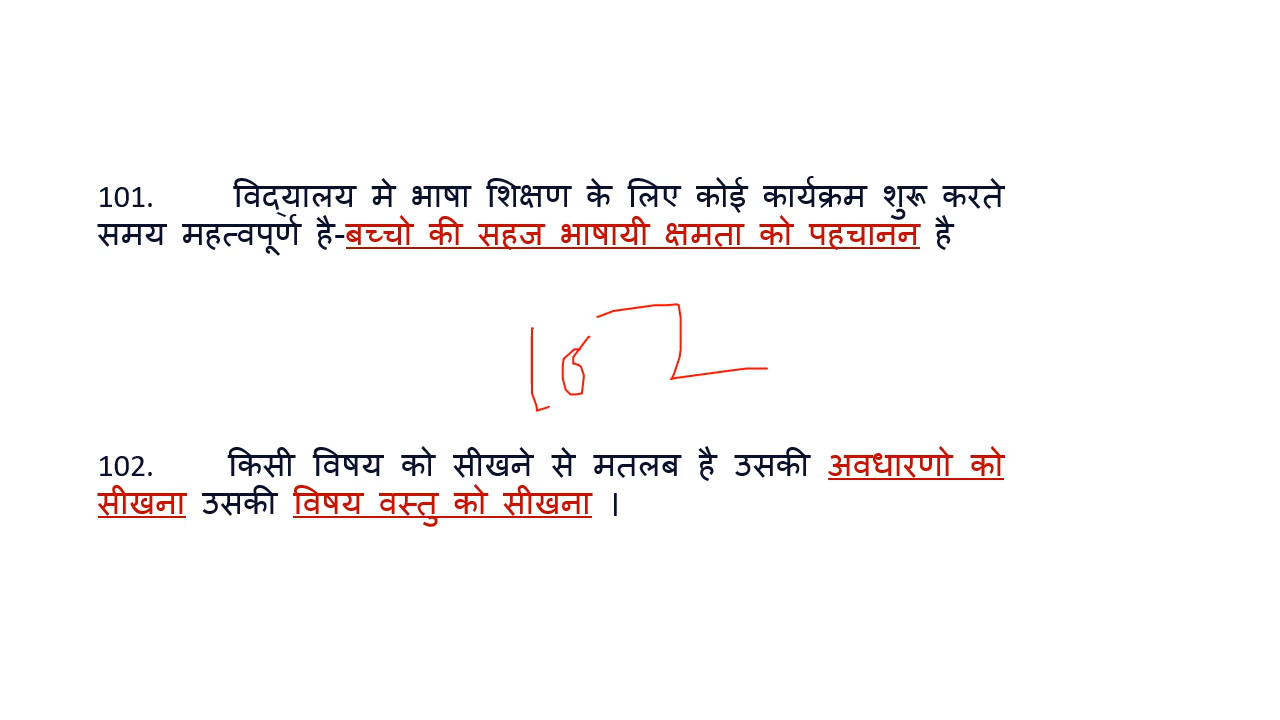 101. विद्यालय मे भाषा शिक्षण के लिए कोई कार्यक्रम शुरू करते
समय महत्वपूर्ण है-बच्चो की सहज भाषायी क्षमता को पहचानन है
102
102. किसी विषय को सीखने से मतलब है उसकी अवधारणो को
सीखना उसकी विषय वस्तु को सीखना ।